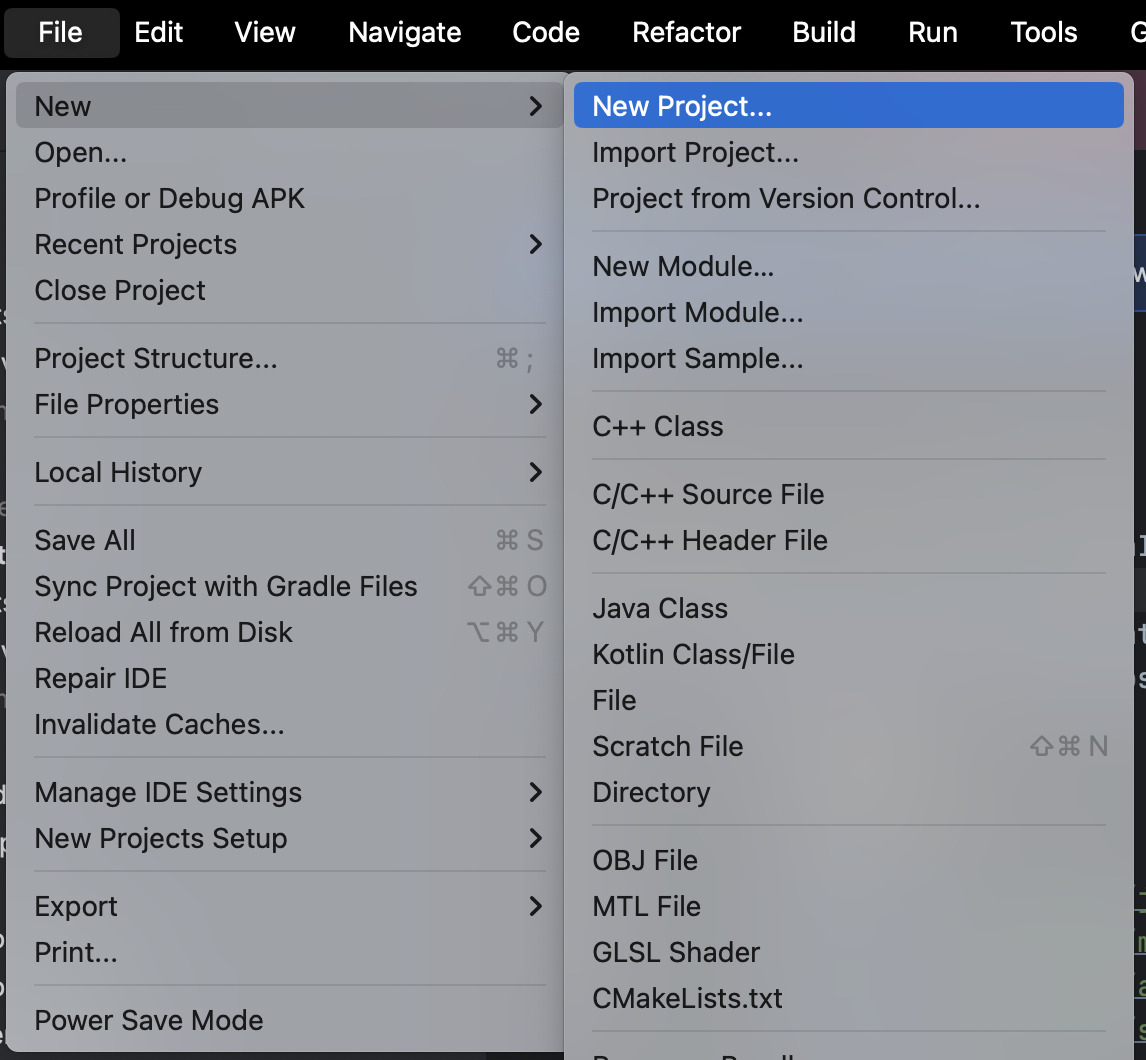 File Edit View Navigate Code Refactor Build Run Tools
New
Open...
Profile or Debug APK
Recent Projects
Close Project
Project Structure... ⌘ ;
File Properties
Local History
Save All ⌘ S
Sync Project with Gradle Files ⇧⌘ O
Reload All from Disk ⌥⌘ Y
Repair IDE
Invalidate Caches...
Manage IDE Settings
New Projects Setup
Export
Print...
Power Save Mode
New Project...
Import Project...
Project from Version Control...
New Module...
Import Module...
Import Sample...
C++ Class
C/C++ Source File
C/C++ Header File
Java Class
Kotlin Class/File
File
Scratch File ⇧⌘ N
Directory
OBJ File
MTL File
GLSL Shader
CMakeLists.txt